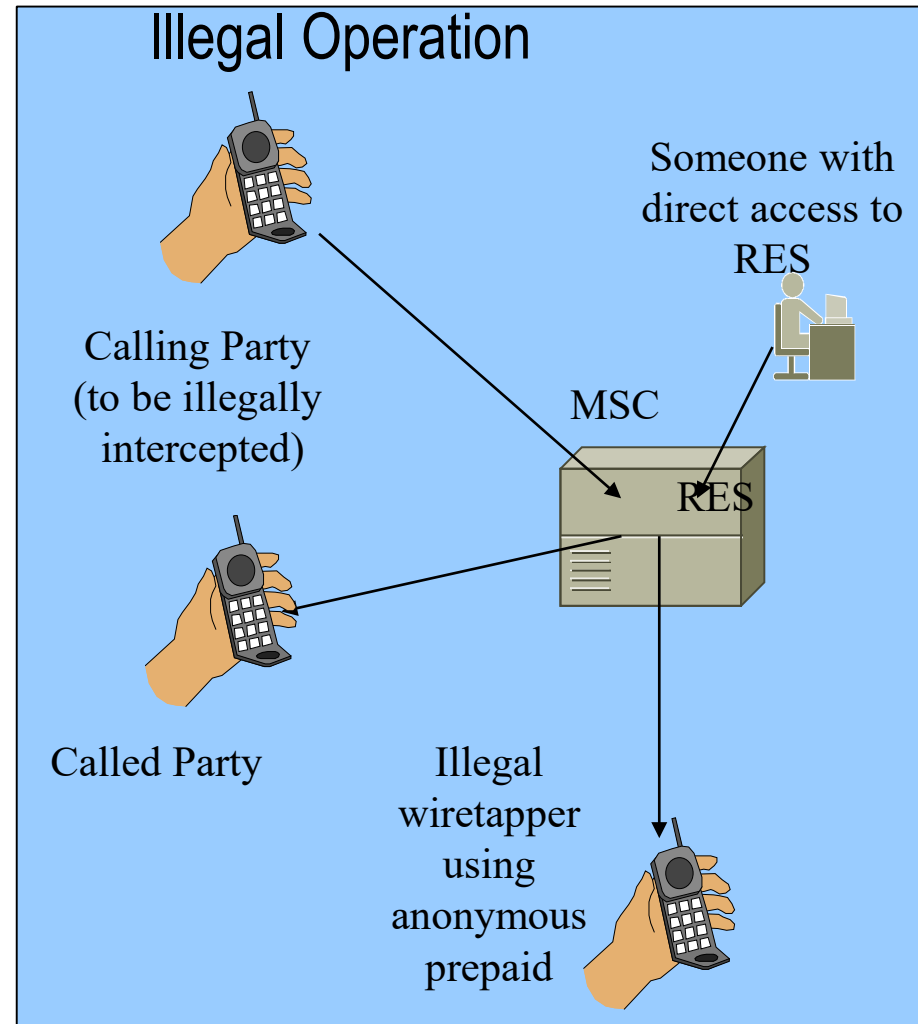 Illegal Operation
Someone with
direct access to
RES
Calling Party
(to be illegally
intercepted)
MSC
RES
Called Party
Illegal
wiretapper
using
anonymous
prepaid